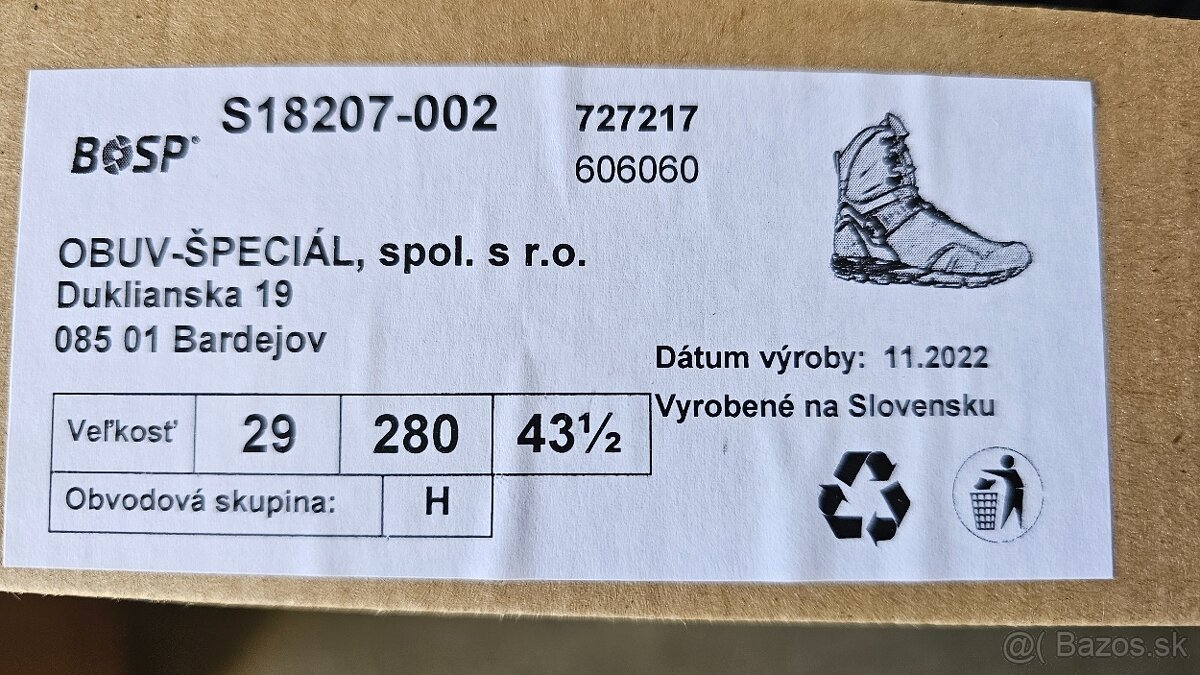 BOSP®
S18207-002
727217
606060
OBUV-ŠPECIÁL, spol. s r.o.
Duklianska 19
085 01 Bardejov
Dátum výroby: 11.2022
Vyrobené na Slovensku
Veľkosť 29 280 43½
Obvodová skupina: H
@( Bazos.sk